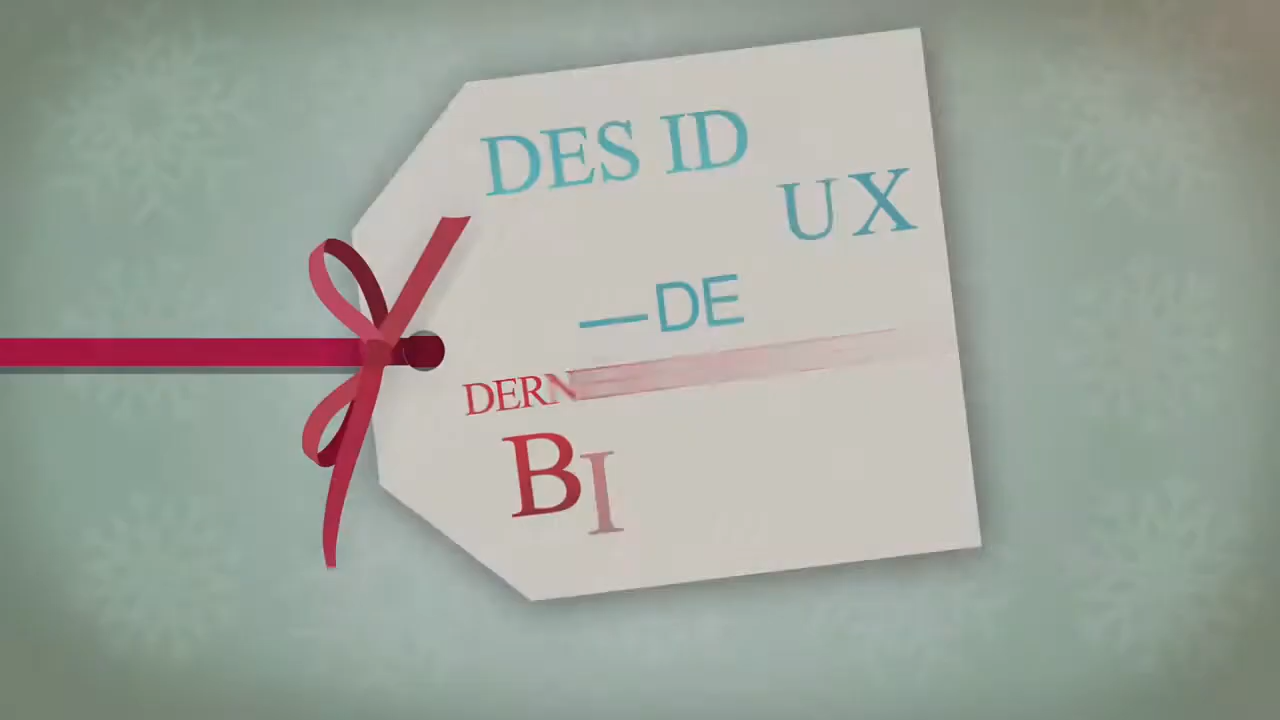 DES ID
UX
—DE
DERN
BI